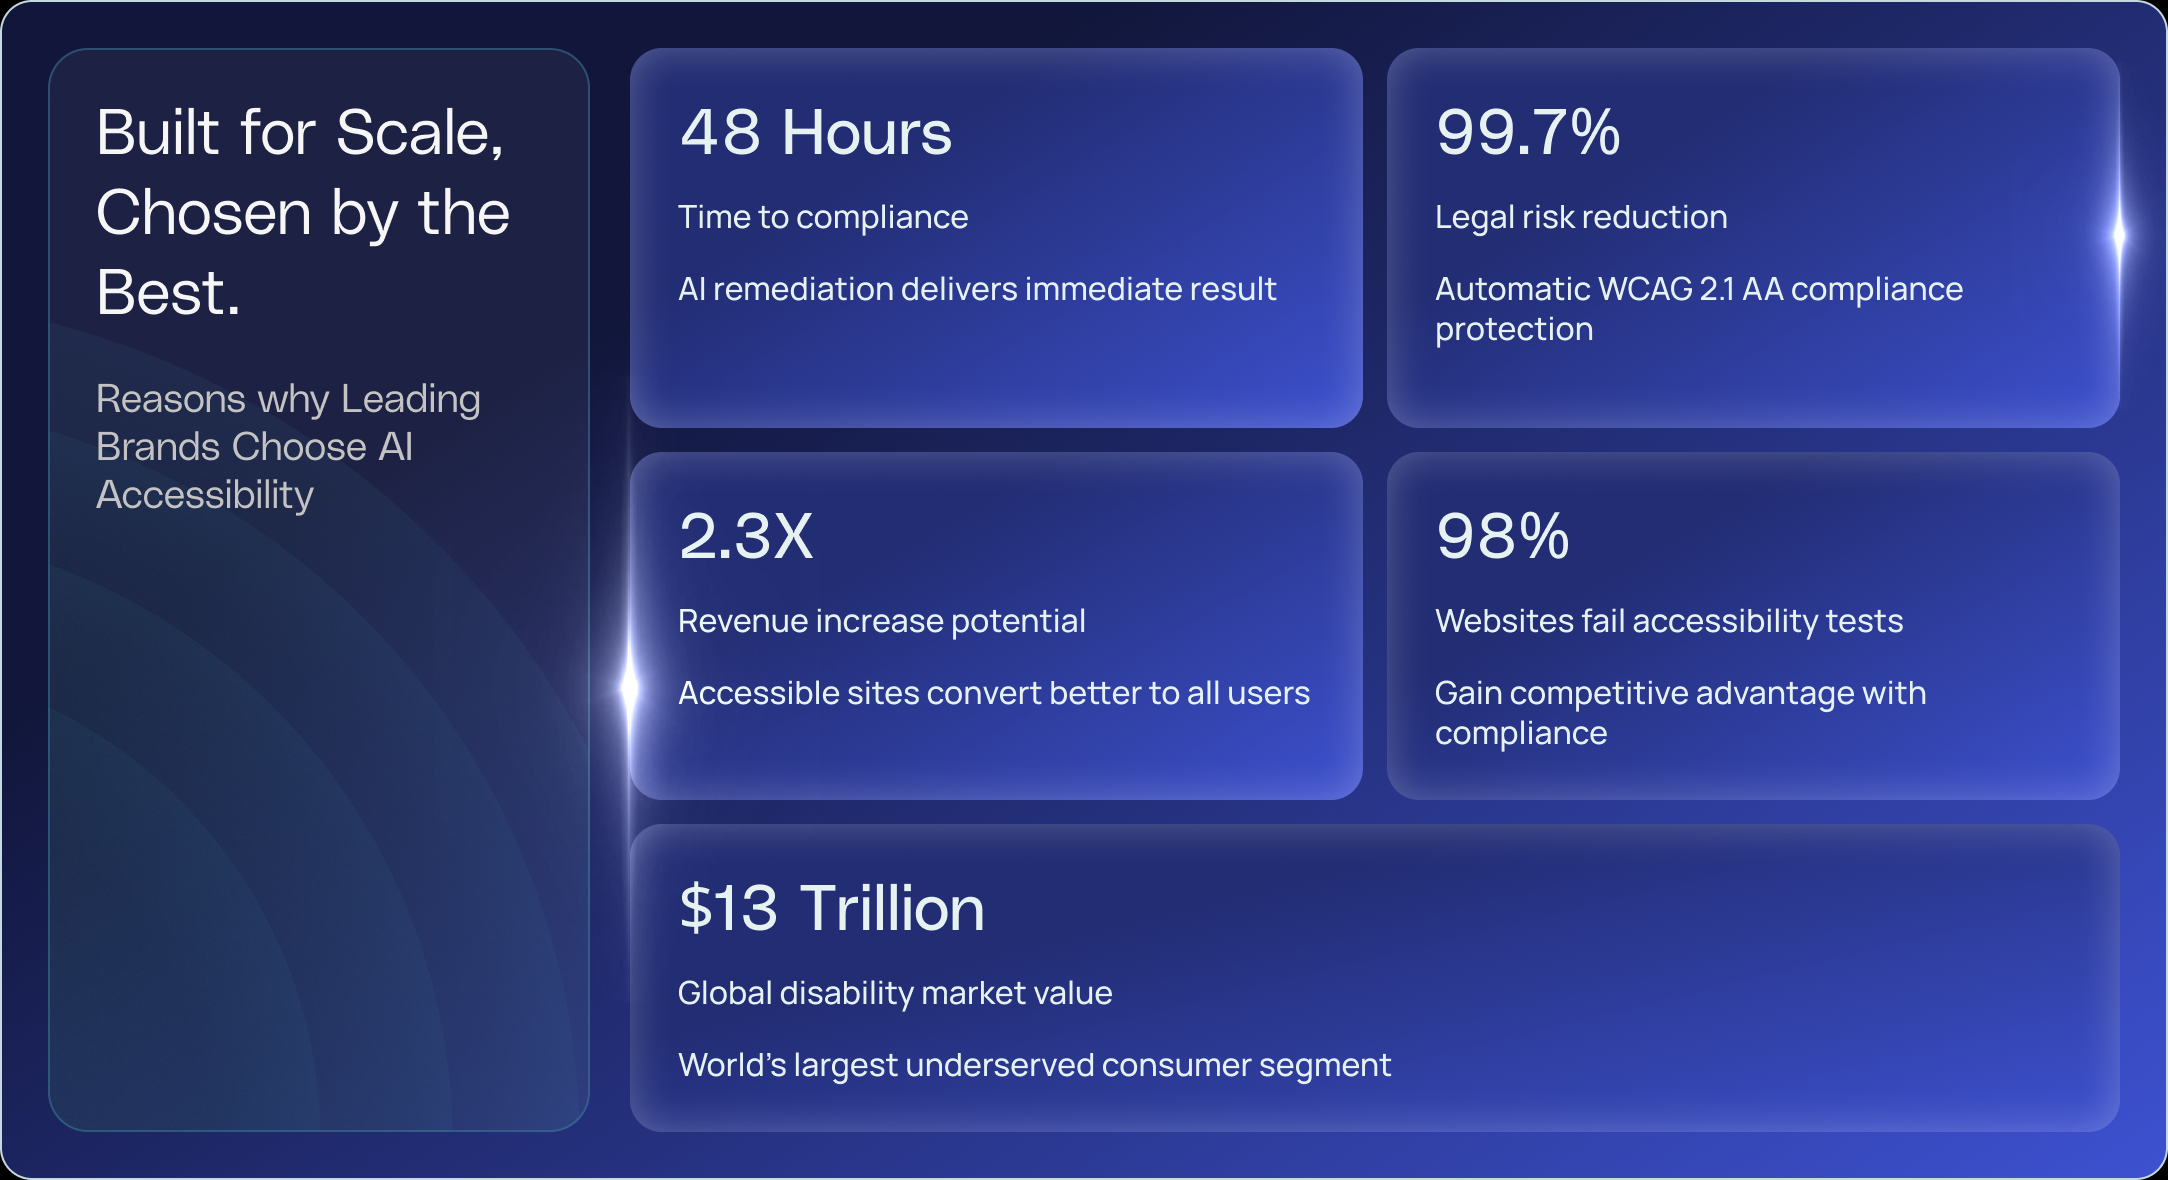 Built for Scale,
Chosen by the
Best.
Reasons why Leading
Brands Choose AI
Accessibility
48 Hours
Time to compliance
AI remediation delivers immediate result
99.7%
Legal risk reduction
Automatic WCAG 2.1 AA compliance
protection
2.3X
Revenue increase potential
Accessible sites convert better to all users
98%
Websites fail accessibility tests
Gain competitive advantage with
compliance
$13 Trillion
Global disability market value
World’s largest underserved consumer segment